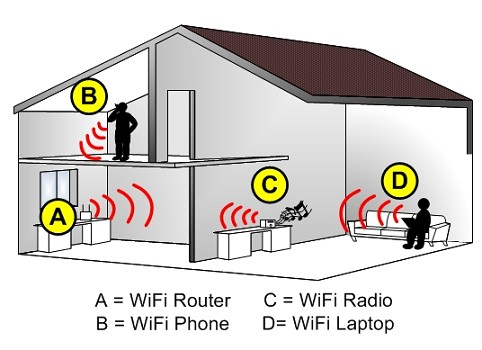 B
A
C
D
A = WiFi Router C = WiFi Radio
B = WiFi Phone D= WiFi Laptop